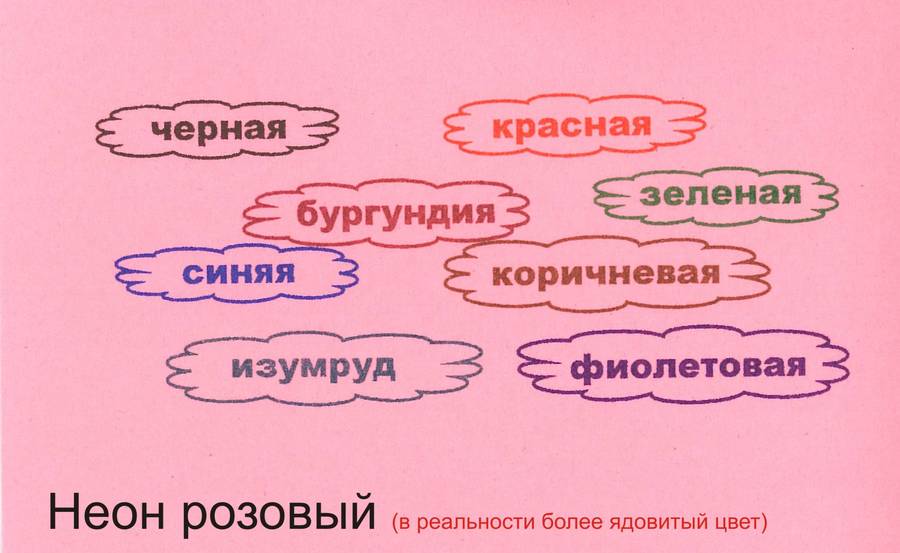 черная
красная
зеленая
бургундия
синяя
коричневая
изумруд
фиолетовая
Неон розовый (в реальности более ядовитый цвет)